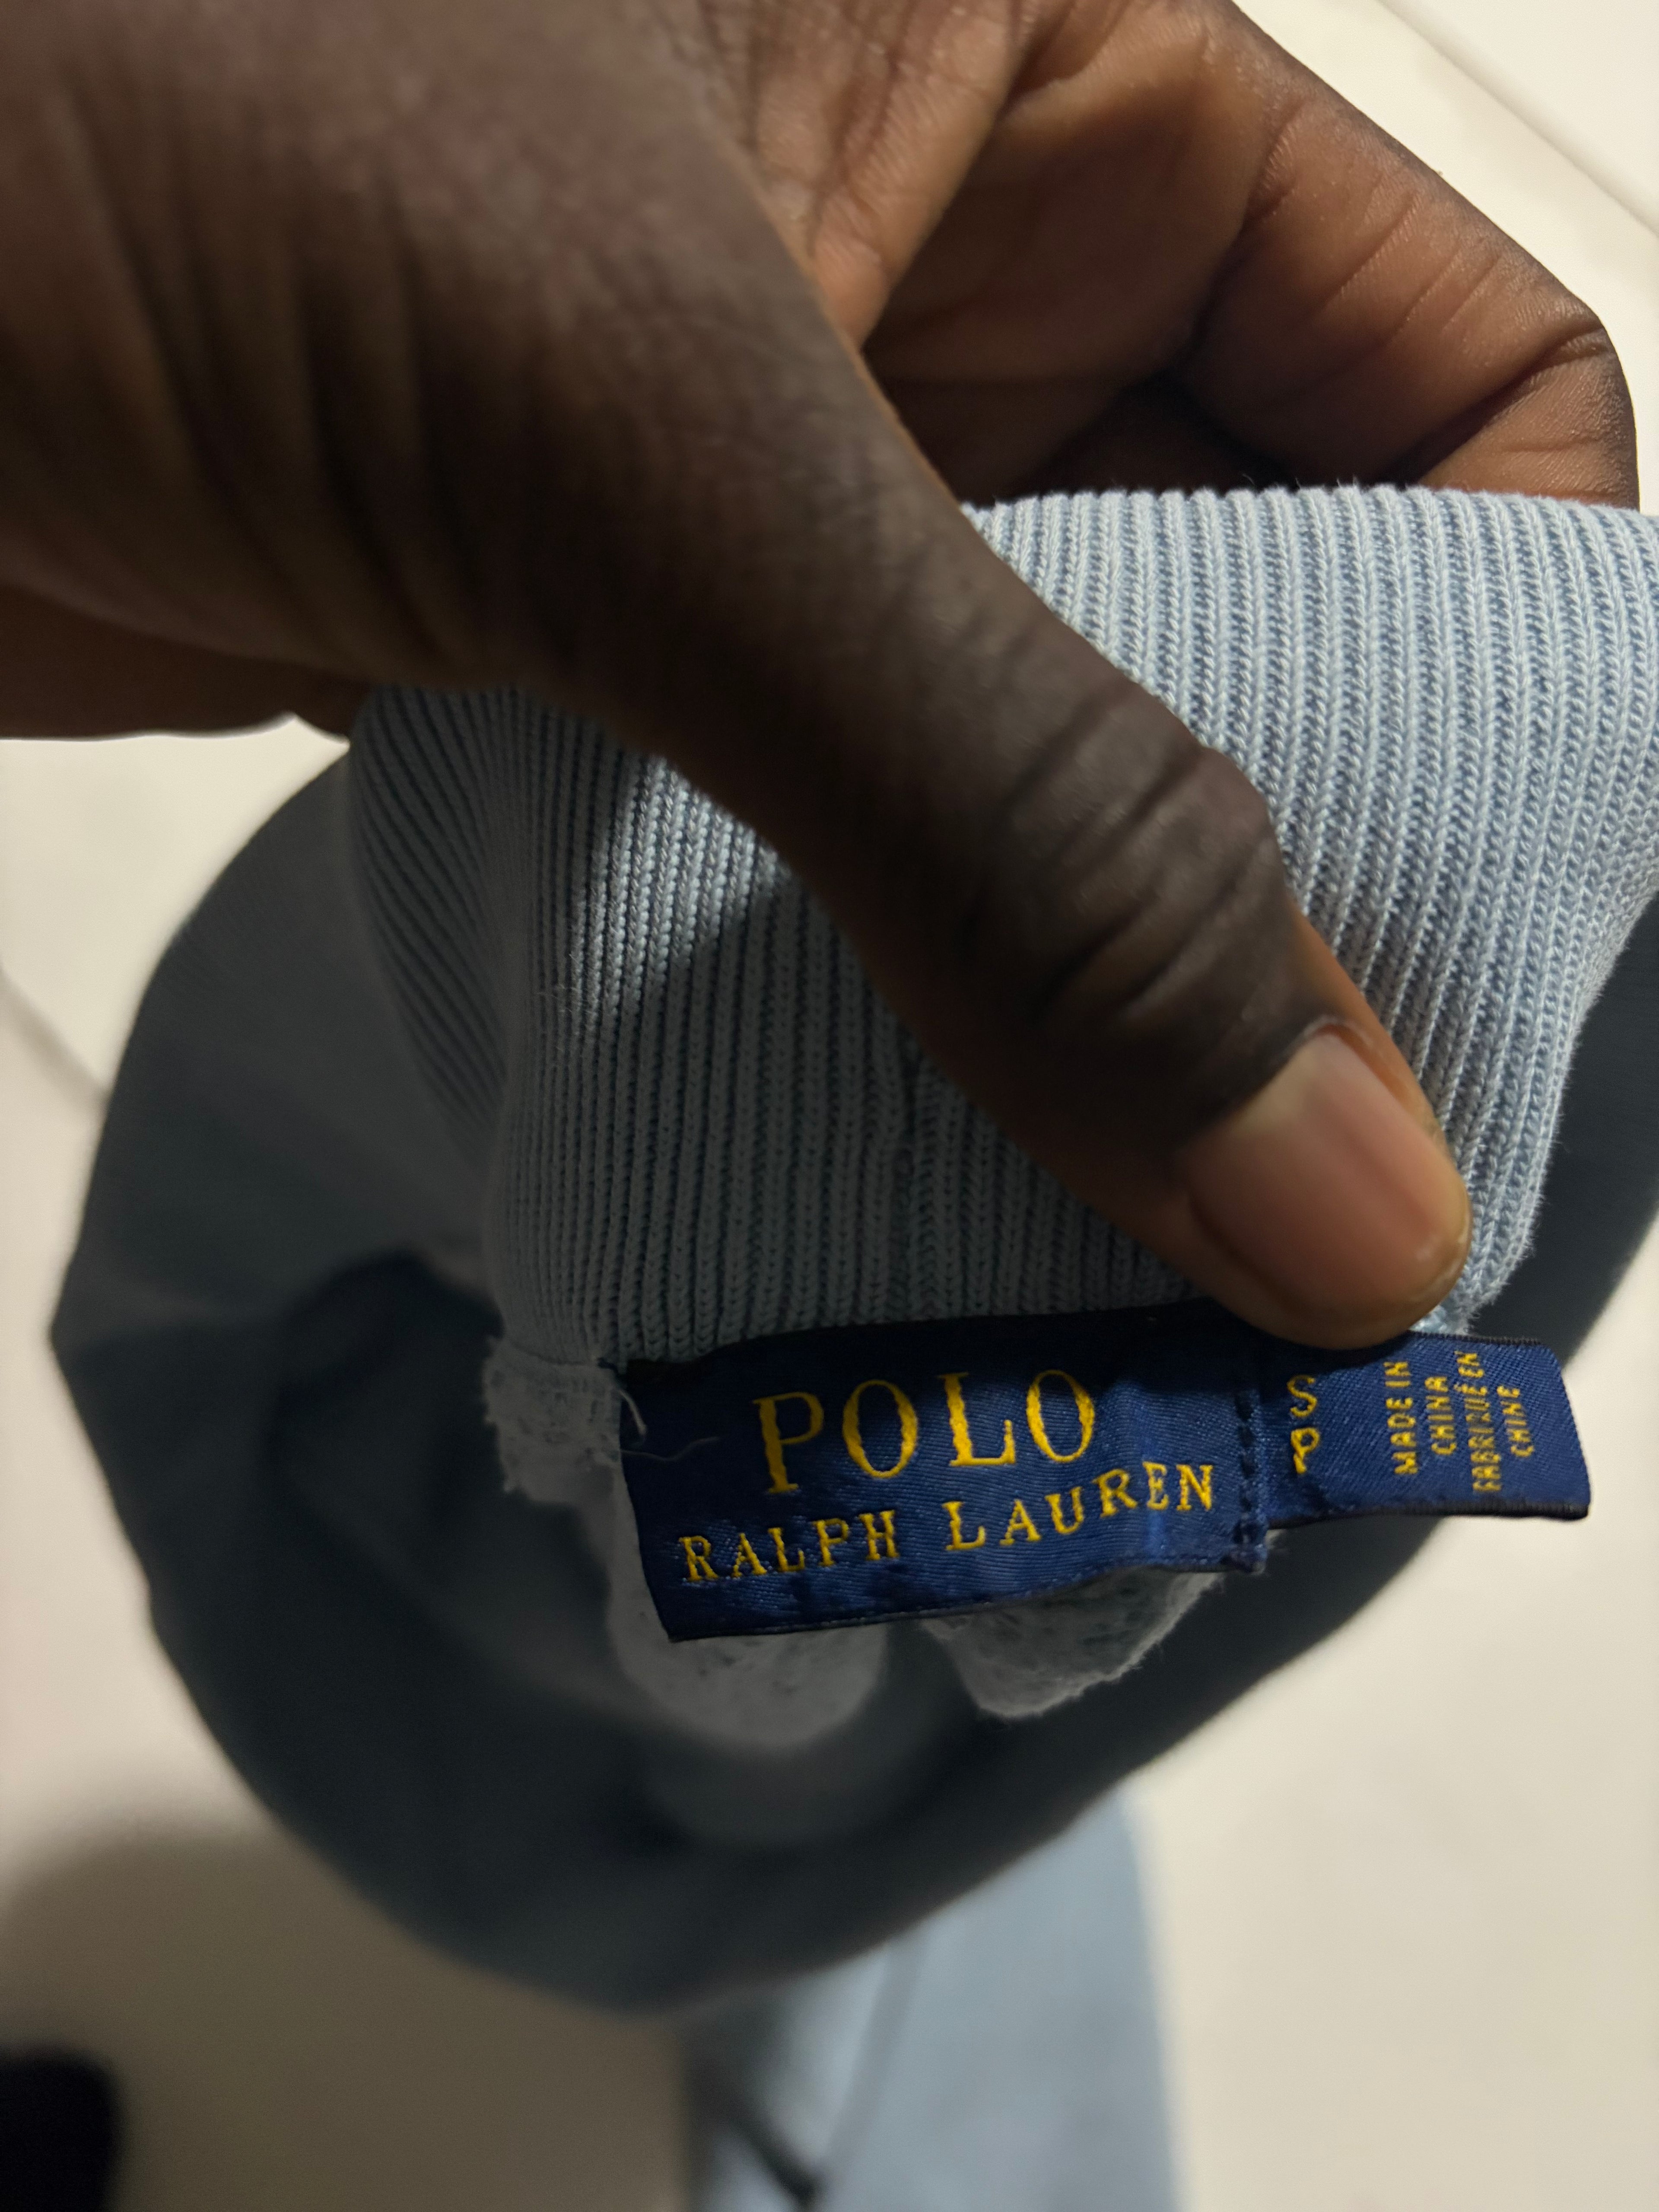 POLO
RALPH LAUREN
S
P
MADE IN
CHINA
FABRIQUÉ EN
CHINE